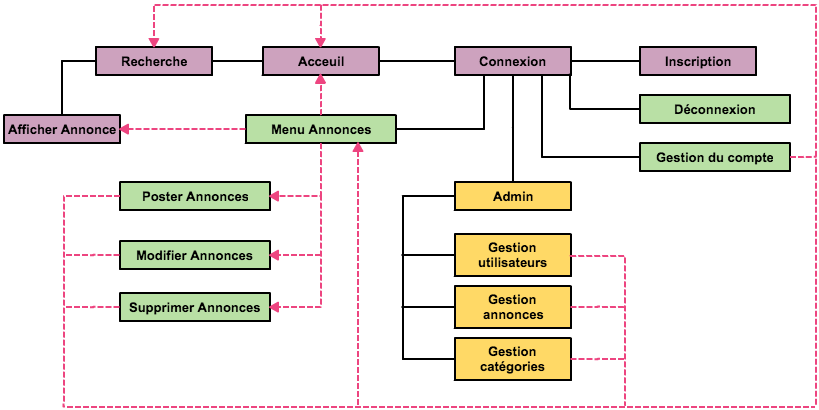 Recherche
Acceuil
Connexion
Inscription
Déconnexion
Afficher Annonce
Menu Annonces
Gestion du compte
Poster Annonces
Admin
Modifier Annonces
Gestion
utilisateurs
Supprimer Annonces
Gestion
annonces
Gestion
catégories